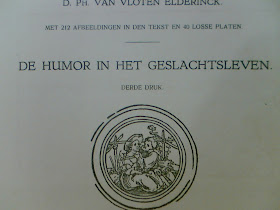 D. PH. VAN VLOTEN ELDERINCK.
MET 212 AFBEELDINGEN IN DEN TEKST EN 40 LOSSE PLATEN
DE HUMOR IN HET GESLACHTSLEVEN.
DERDE DRUK